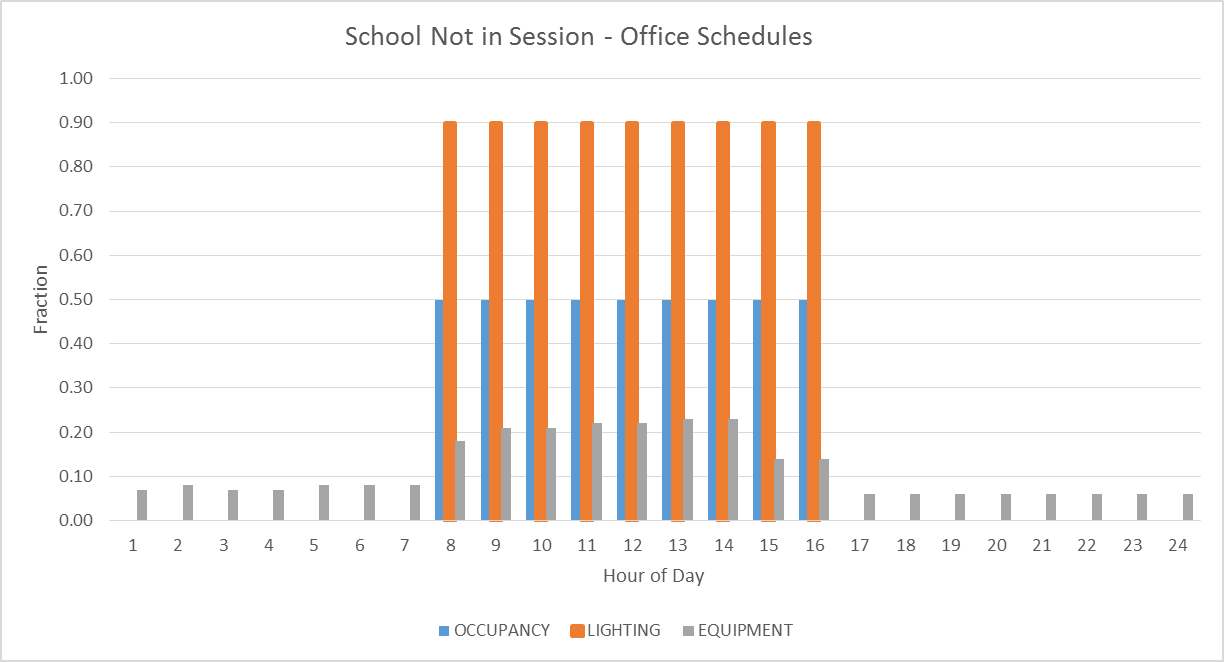 School Not in Session - Office Schedules
1.00
0.90
0.80
0.70
0.60
0.50
0.40
0.30
0.20
0.10
0.00
Fraction
1 2 3 4 5 6 7 8 9 10 11 12 13 14 15 16 17 18 19 20 21 22 23 24
Hour of Day
OCCUPANCY LIGHTING EQUIPMENT